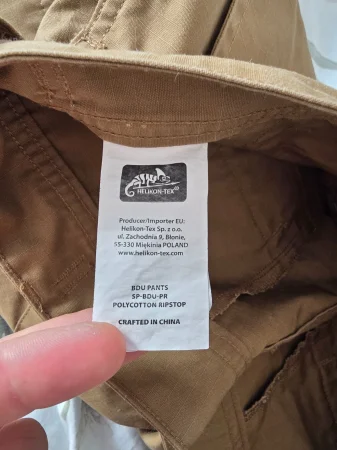 HELIKON-TEX®
Producer/Importer EU:
Helikon-Tex Sp. z o.o.
ul. Zachodnia 9, Błonie,
55-330 Miękinia POLAND
www.helikon-tex.com
BDU PANTS
SP-BDU-PR
POLYCOTTON RIPSTOP
CRAFTED IN CHINA